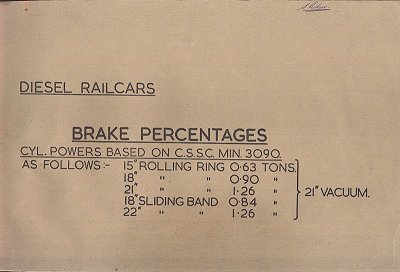 DIESEL RAILCARS
BRAKE PERCENTAGES
CYL. POWERS BASED ON C.S.S.C. MIN. 3090.
AS FOLLOWS:- 15" ROLLING RING 0·63 TONS.
18" " " 0·90 "
21" " " 1·26 "
18" SLIDING BAND 0·84 "
22" " " 1·26 "
21" VACUUM.